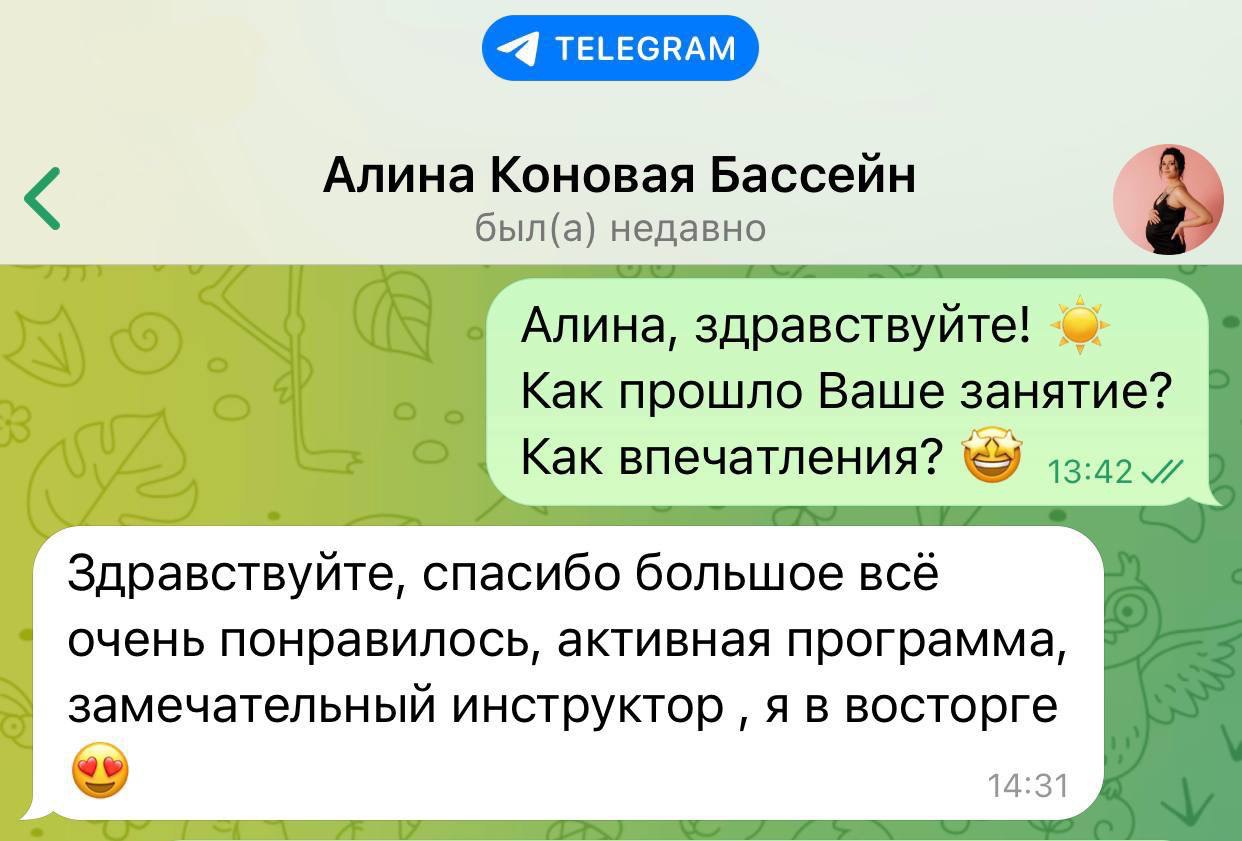 TELEGRAM
Алина Коновая Бассейн
был(а) недавно
Алина, здравствуйте! ☀️
Как прошло Ваше занятие?
Как впечатления? 🤩 13:42
Здравствуйте, спасибо большое всё
очень понравилось, активная программа,
замечательный инструктор , я в восторге
😍 14:31